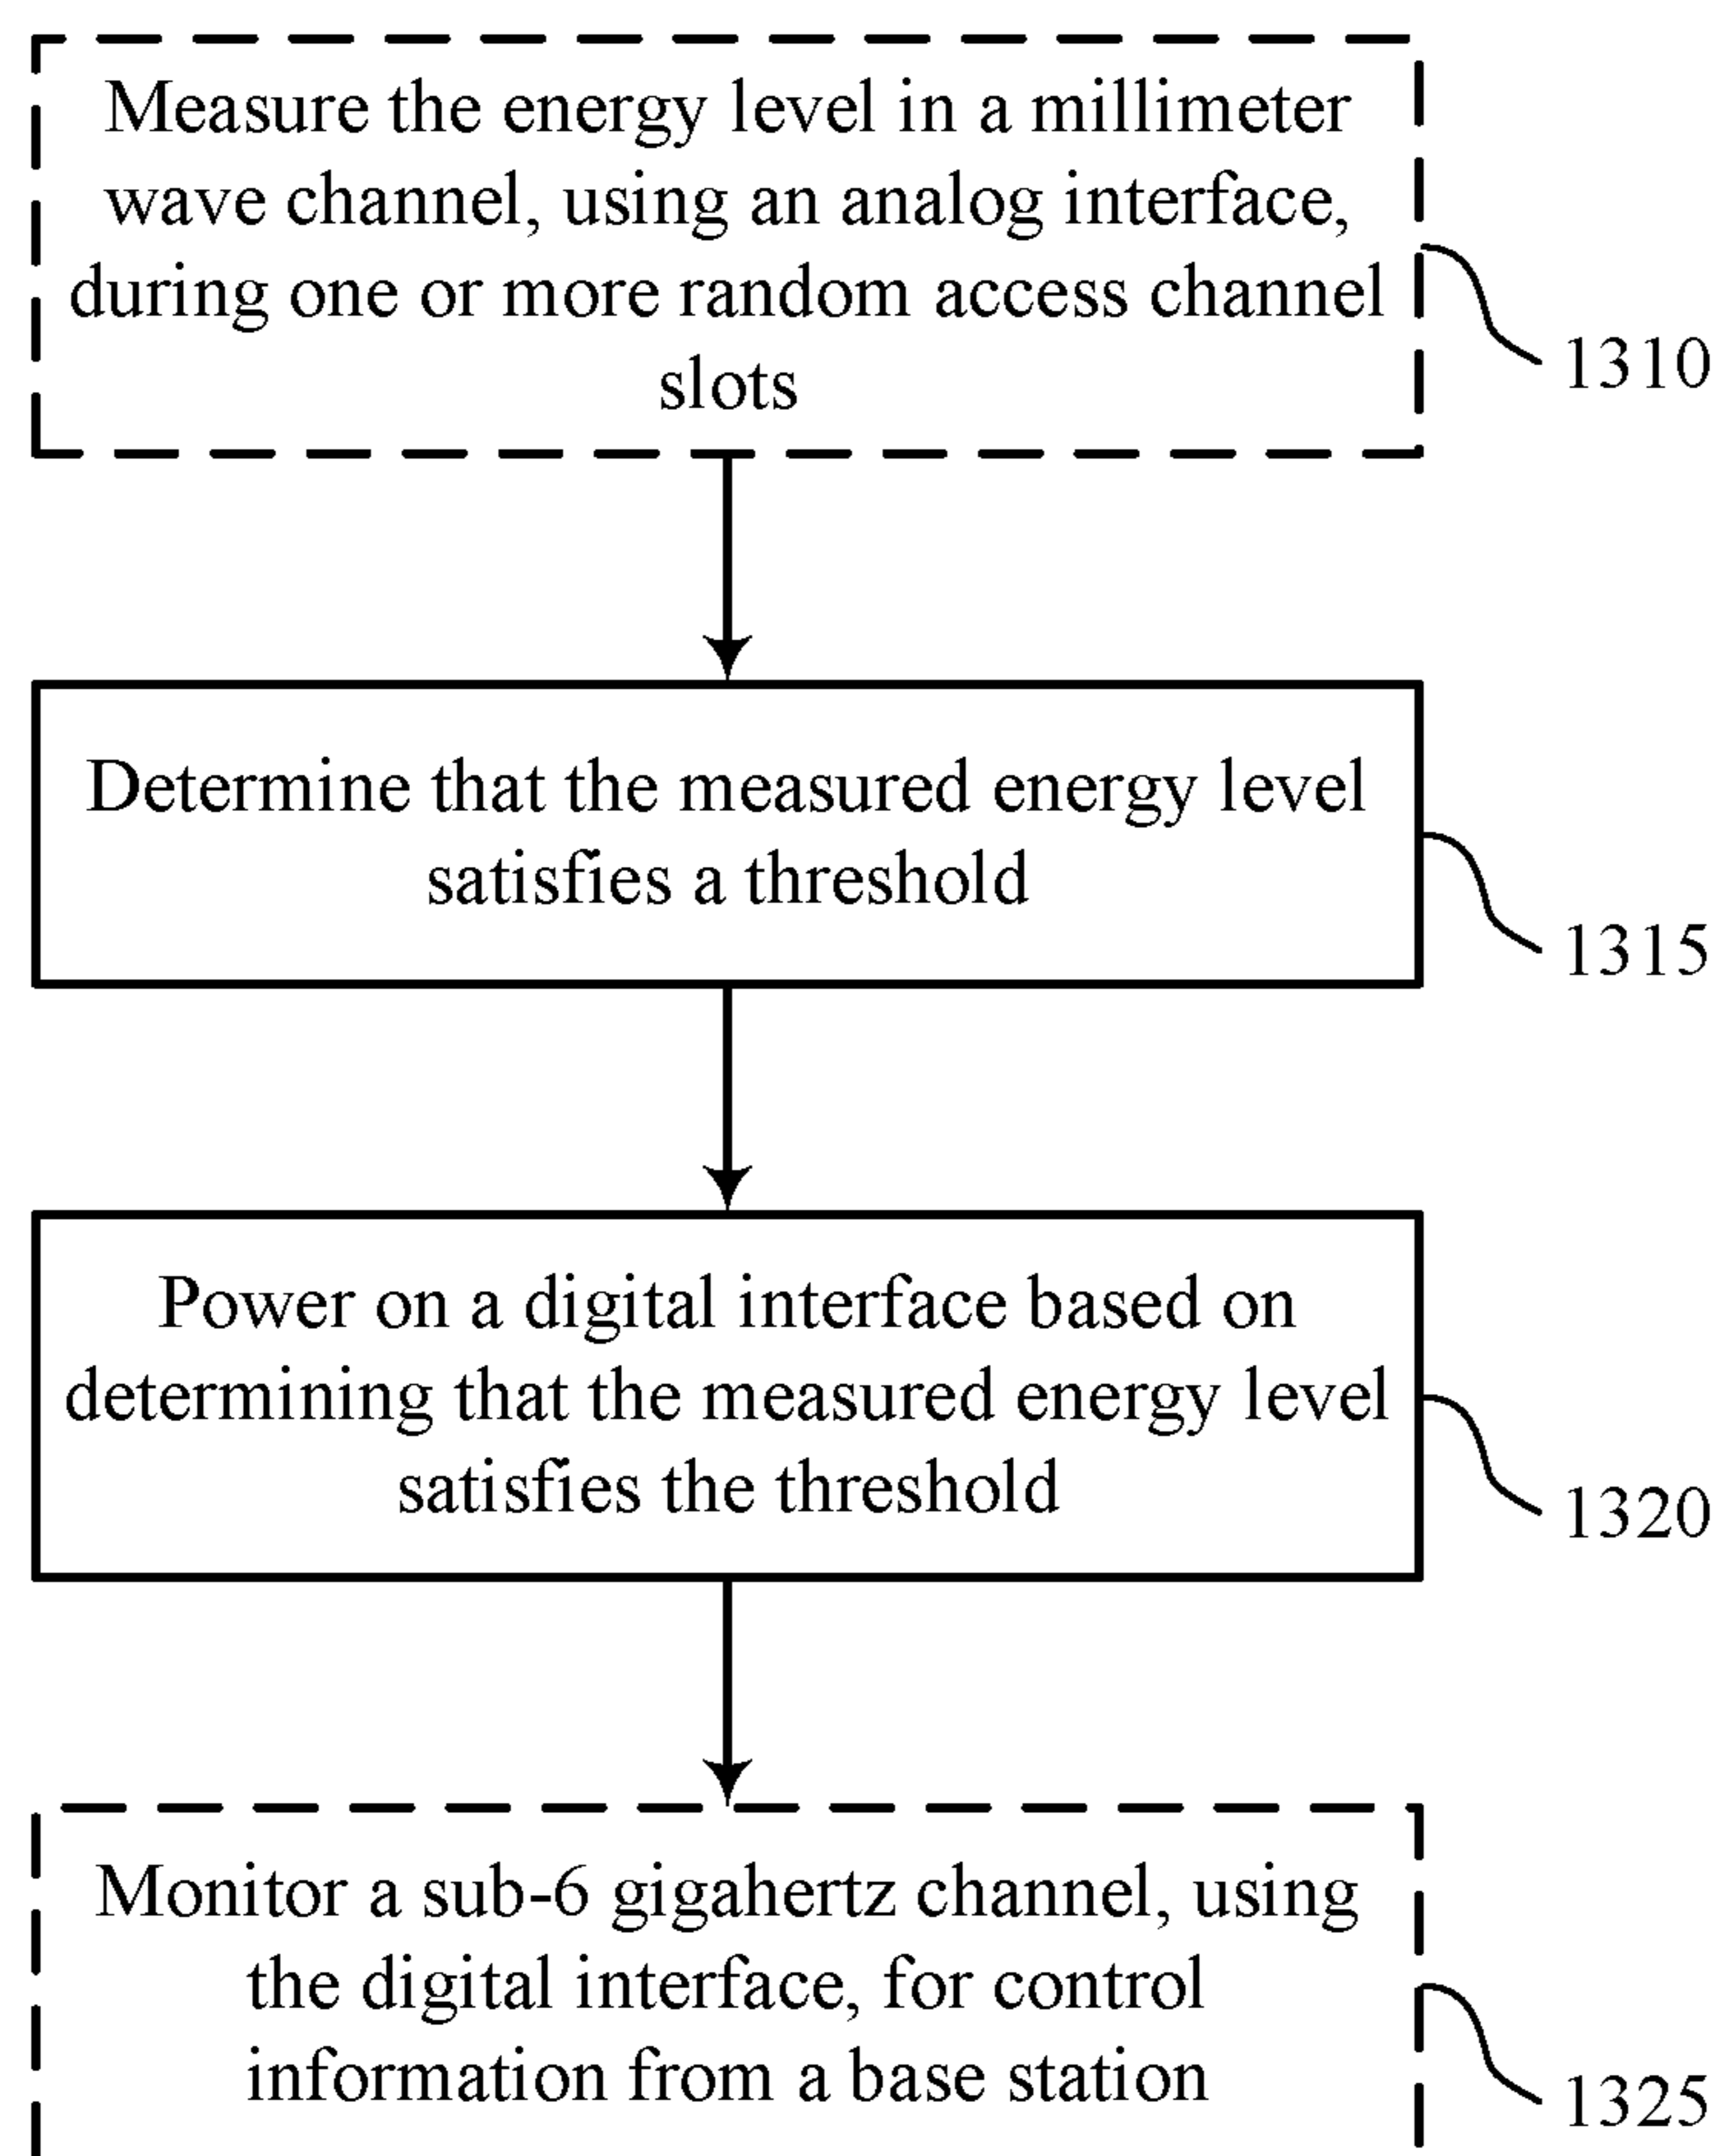 Measure the energy level in a millimeter
wave channel, using an analog interface,
during one or more random access channel
slots
1310
Determine that the measured energy level
satisfies a threshold
1315
Power on a digital interface based on
determining that the measured energy level
satisfies the threshold
1320
Monitor a sub-6 gigahertz channel, using
the digital interface, for control
information from a base station
1325